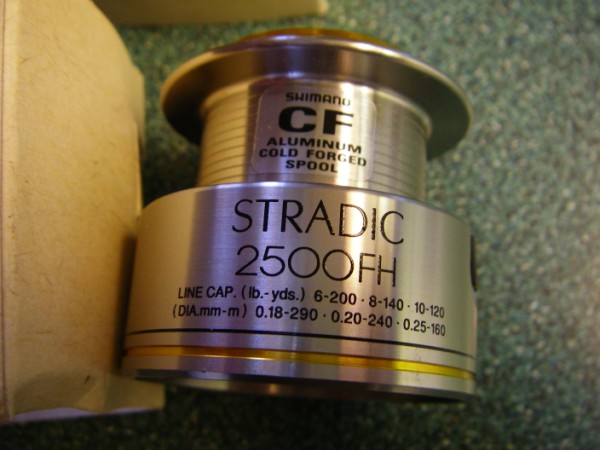 SHIMANO
CF
ALUMINUM
COLD FORGED
SPOOL
STRADIC
2500FH
LINE CAP. (lb.-yds.) 6-200 · 8-140 · 10-120
(DIA.mm-m) 0.18-290 · 0.20-240 · 0.25-160